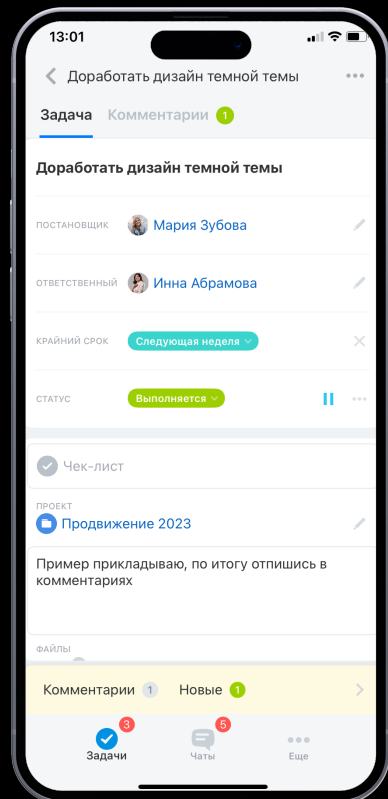 13:01
Доработать дизайн темной темы
Задача Комментарии 1
Доработать дизайн темной темы
ПОСТАНОВЩИК Мария Зубова
ОТВЕТСТВЕННЫЙ Инна Абрамова
КРАЙНИЙ СРОК Следующая неделя
СТАТУС Выполняется
Чек-лист
ПРОЕКТ
Продвижение 2023
Пример прикладываю, по итогу отпишись в
комментариях
ФАЙЛЫ
Комментарии 1 Новые 1
3 5
Задачи Чаты Еще